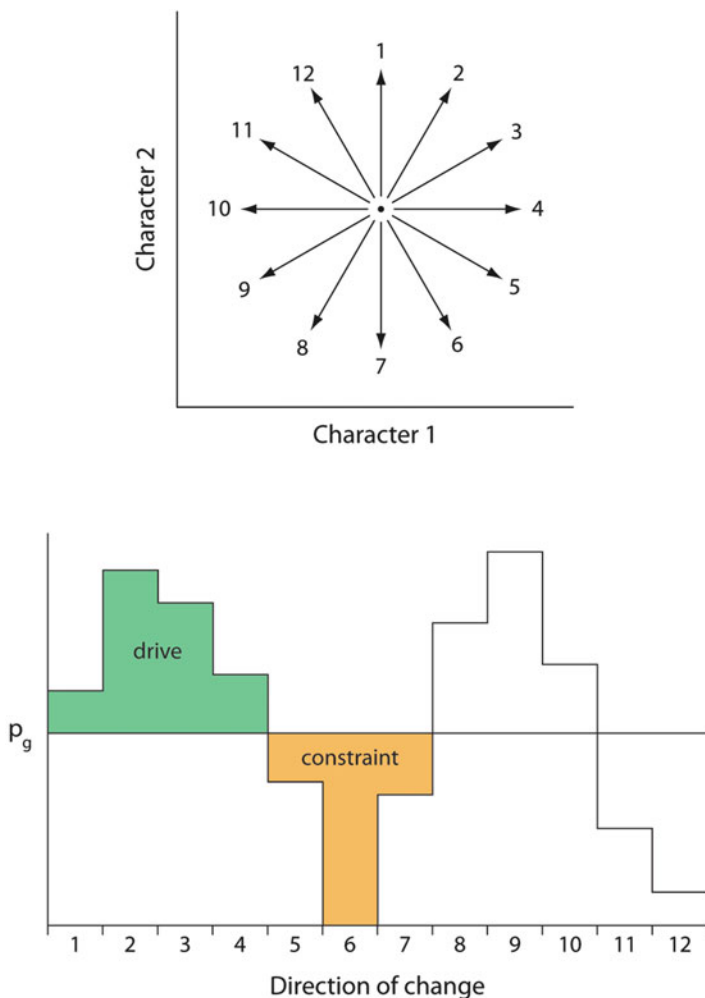 1
12
2
11
3
10
4
9
5
8
6
7
Character 2
Character 1
drive
constraint
pg
1 2 3 4 5 6 7 8 9 10 11 12
Direction of change